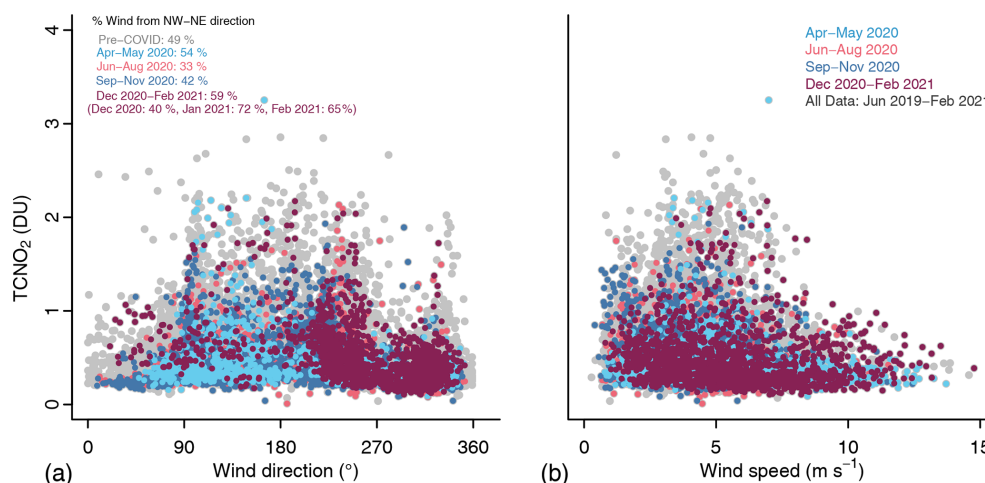 % Wind from NW−NE direction
Pre−COVID: 49 %
Apr−May 2020: 54 %
Jun−Aug 2020: 33 %
Sep−Nov 2020: 42 %
Dec 2020−Feb 2021: 59 %
(Dec 2020: 40 %, Jan 2021: 72 %, Feb 2021: 65%)
TCNO2 (DU)
4
3
2
1
0
0 90 180 270 360
(a) Wind direction (°)
Apr−May 2020
Jun−Aug 2020
Sep−Nov 2020
Dec 2020−Feb 2021
All Data: Jun 2019−Feb 2021
0 5 10 15
(b) Wind speed (m s−1)